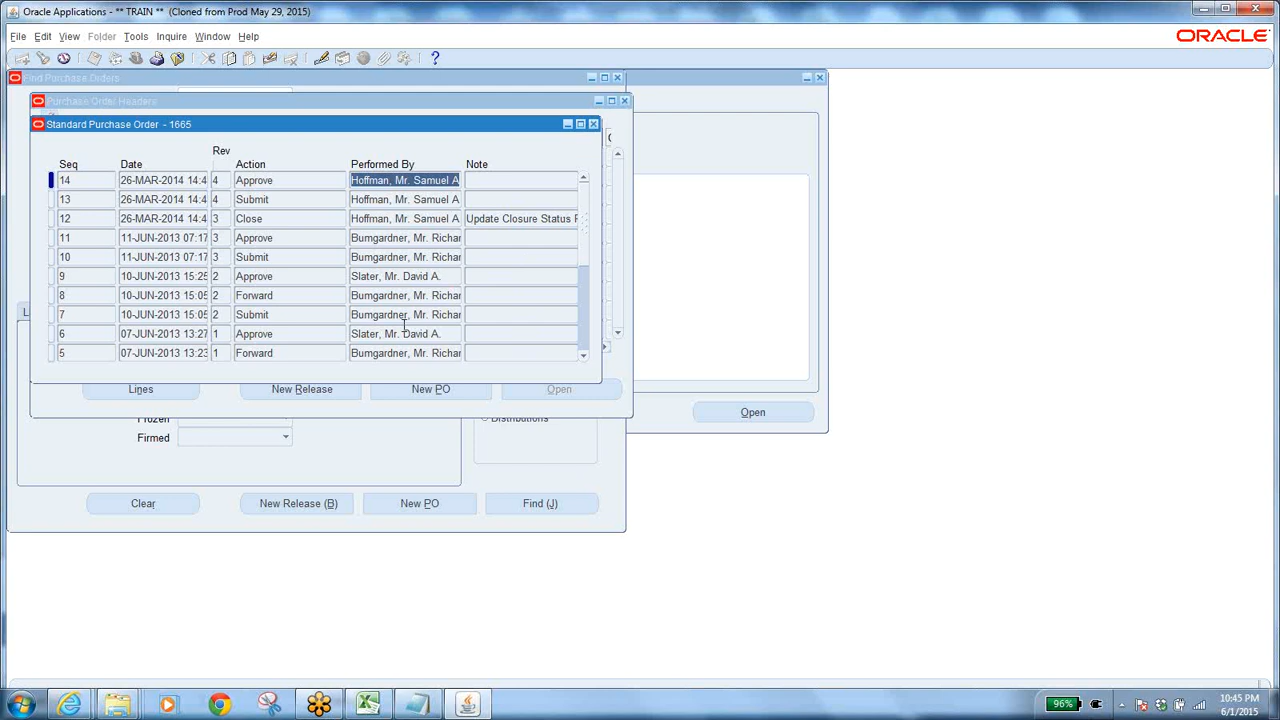 Oracle Applications - ** TRAIN ** (Cloned from Prod May 29, 2015)
File Edit View Folder Tools Inquire Window Help
ORACLE
Find Purchase Orders
Purchase Order Headers
Standard Purchase Order - 1665
Rev
Seq Date Action Performed By Note
14 26-MAR-2014 14:4 4 Approve Hoffman, Mr. Samuel A
13 26-MAR-2014 14:4 4 Submit Hoffman, Mr. Samuel A
12 26-MAR-2014 14:4 3 Close Hoffman, Mr. Samuel A Update Closure Status F
11 11-JUN-2013 07:17 3 Approve Bumgardner, Mr. Richar
10 11-JUN-2013 07:17 3 Submit Bumgardner, Mr. Richar
9 10-JUN-2013 15:25 2 Approve Slater, Mr. David A.
8 10-JUN-2013 15:05 2 Forward Bumgardner, Mr. Richar
7 10-JUN-2013 15:05 2 Submit Bumgardner, Mr. Richar
6 07-JUN-2013 13:27 1 Approve Slater, Mr. David A.
5 07-JUN-2013 13:23 1 Forward Bumgardner, Mr. Richar
Lines New Release New PO Open
Open
Frozen Distributions
Firmed
Clear New Release (B) New PO Find (J)
96% 10:45 PM
6/1/2015